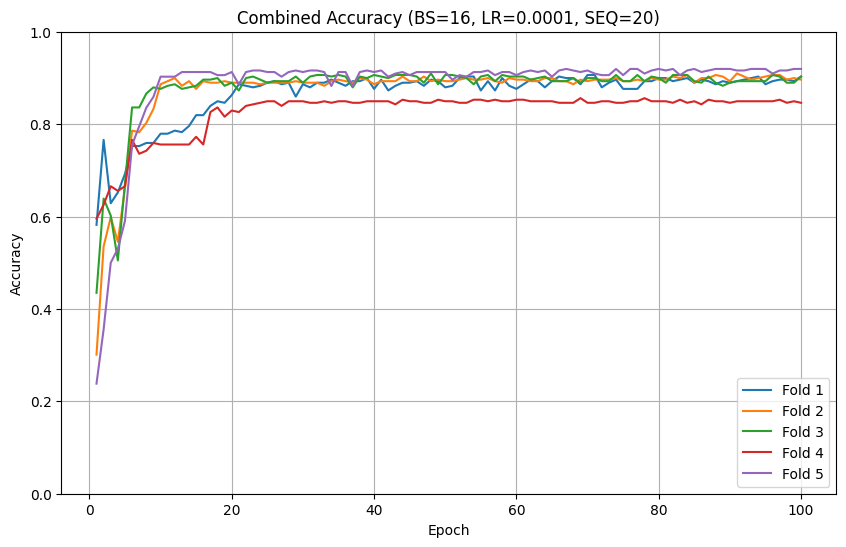 Combined Accuracy (BS=16, LR=0.0001, SEQ=20)
1.0
0.8
0.6
0.4
0.2
0.0
Accuracy
0 20 40 60 80 100
Epoch
Fold 1
Fold 2
Fold 3
Fold 4
Fold 5